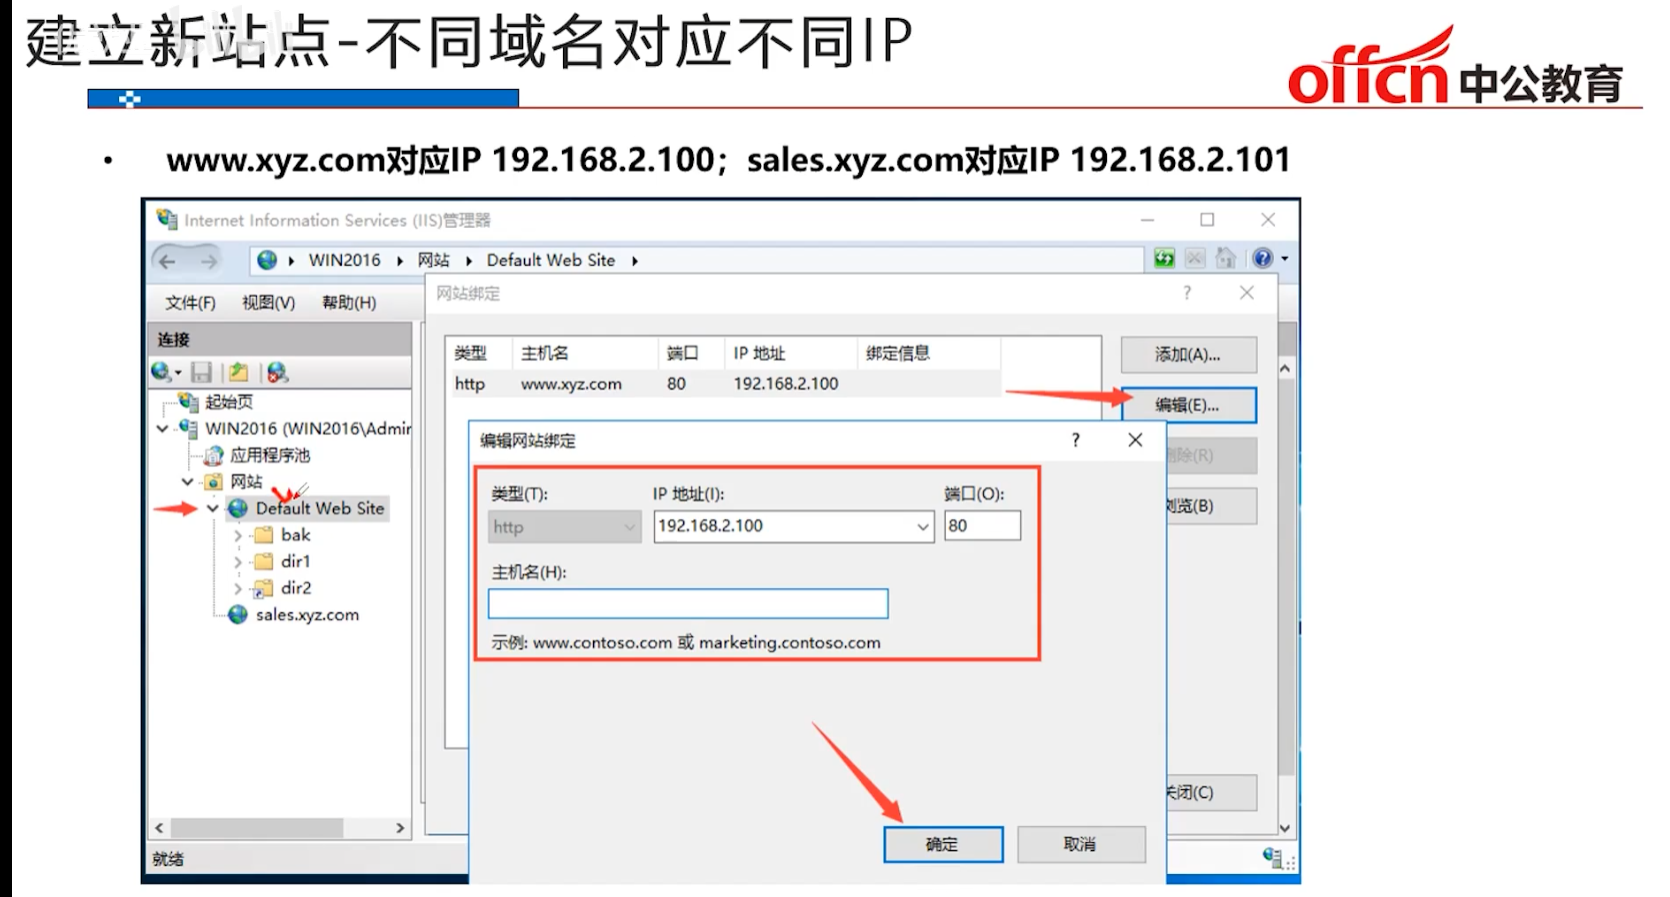 建立新站点-不同域名对应不同IP
offcn 中公教育
• www.xyz.com对应IP 192.168.2.100；sales.xyz.com对应IP 192.168.2.101
Internet Information Services (IIS)管理器
WIN2016 网站 Default Web Site
文件(F) 视图(V) 帮助(H)
网站绑定
连接
类型 主机名 端口 IP 地址 绑定信息
添加(A)...
http www.xyz.com 80 192.168.2.100
编辑(E)...
起始页
WIN2016 (WIN2016\Admir
应用程序池
网站
Default Web Site
bak
dir1
dir2
sales.xyz.com
编辑网站绑定
除(R)
浏览(B)
类型(T): IP 地址(I): 端口(O):
http 192.168.2.100 80
主机名(H):
示例: www.contoso.com 或 marketing.contoso.com
关闭(C)
确定 取消
就绪